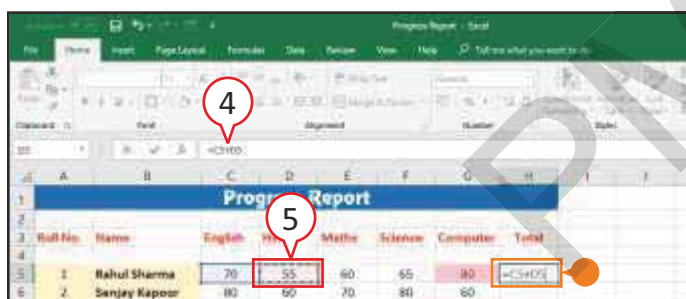 Progress Report - Excel
File Home Insert Page Layout Formulas Data Review View Help Tell me what you want to do
4
Clipboard Font Alignment Number Styles
=C5+D5
A B C D E F G H I J
1 Progress Report
5
2
3 Roll No. Name English Maths Science Computer Total
4
5 1 Rahul Sharma 70 55 60 65 80 =C5+D5
6 2 Sanjay Kapoor 80 60 70 80 60